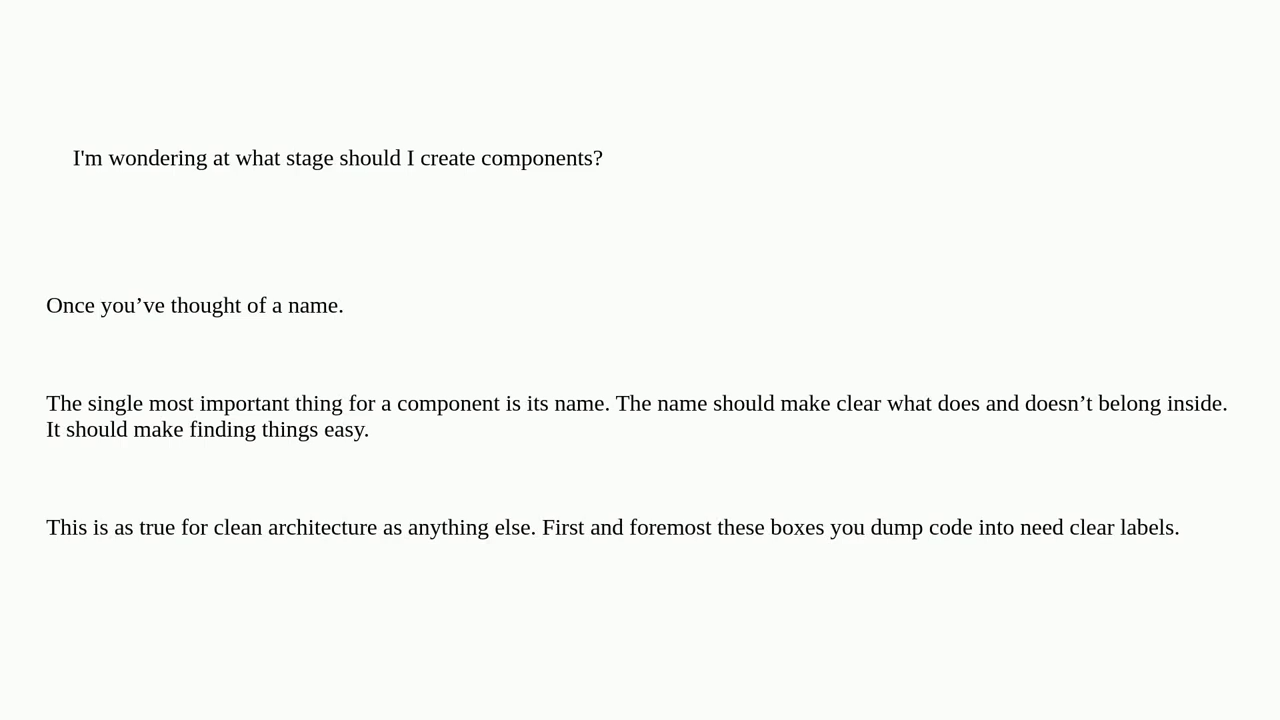 I'm wondering at what stage should I create components?
Once you’ve thought of a name.
The single most important thing for a component is its name. The name should make clear what does and doesn’t belong inside.
It should make finding things easy.
This is as true for clean architecture as anything else. First and foremost these boxes you dump code into need clear labels.